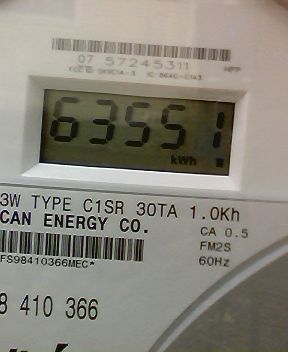 07 57245311
63551
kWh
3W TYPE C1SR 30TA 1.0Kh
CAN ENERGY CO.
CA 0.5
FM2S
FS98410366MEC*
60Hz
8 410 366